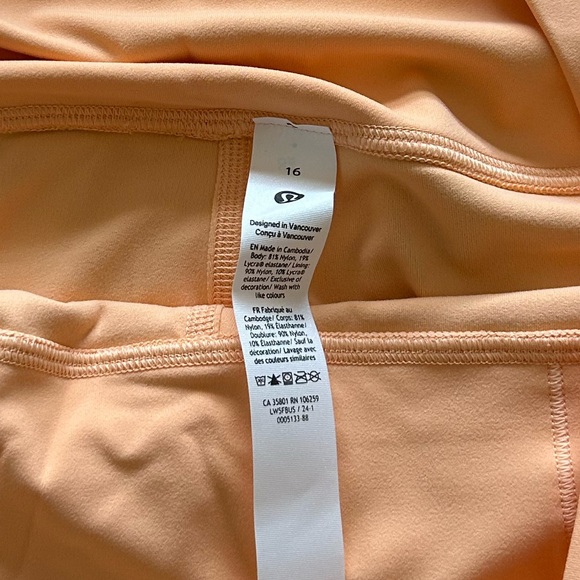 16
Designed in Vancouver
Conçu à Vancouver
EN Made in Cambodia/
Body: 81% Nylon, 19%
Lycra® elastane/ Lining:
90% Nylon, 10% Lycra®
elastane/ Exclusive of
decoration/ Wash with
like colours
FR Fabriqué au
Cambodge/ Corps: 81%
Nylon, 19% Élasthanne/
Doublure: 90% Nylon,
10% Élasthanne/ Sauf la
décoration/ Lavage avec
des couleurs similaires
CA 35801 RN 106259
LW5FBUS / 24-1
0005133-88